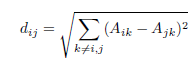 d_{ij} = \sqrt{\sum_{k \neq i,j} (A_{ik} - A_{jk})^2}